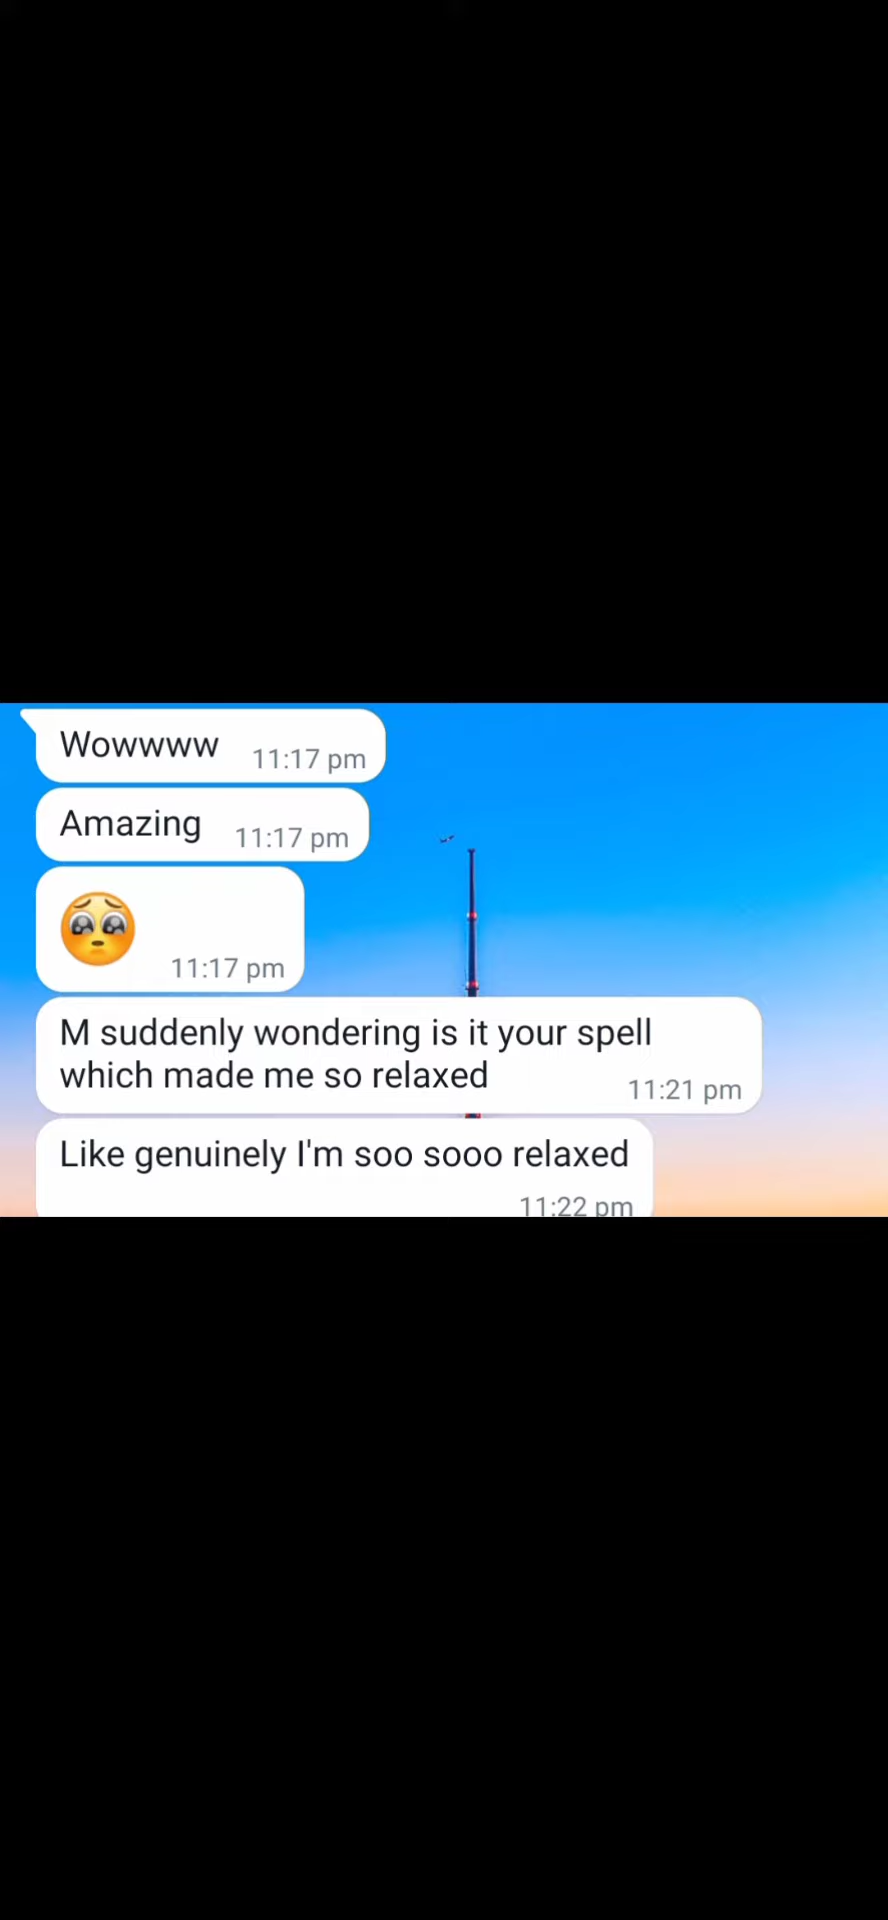 Wowwww 11:17 pm
Amazing 11:17 pm
🥺
11:17 pm
M suddenly wondering is it your spell
which made me so relaxed 11:21 pm
Like genuinely I'm soo sooo relaxed
11:22 pm